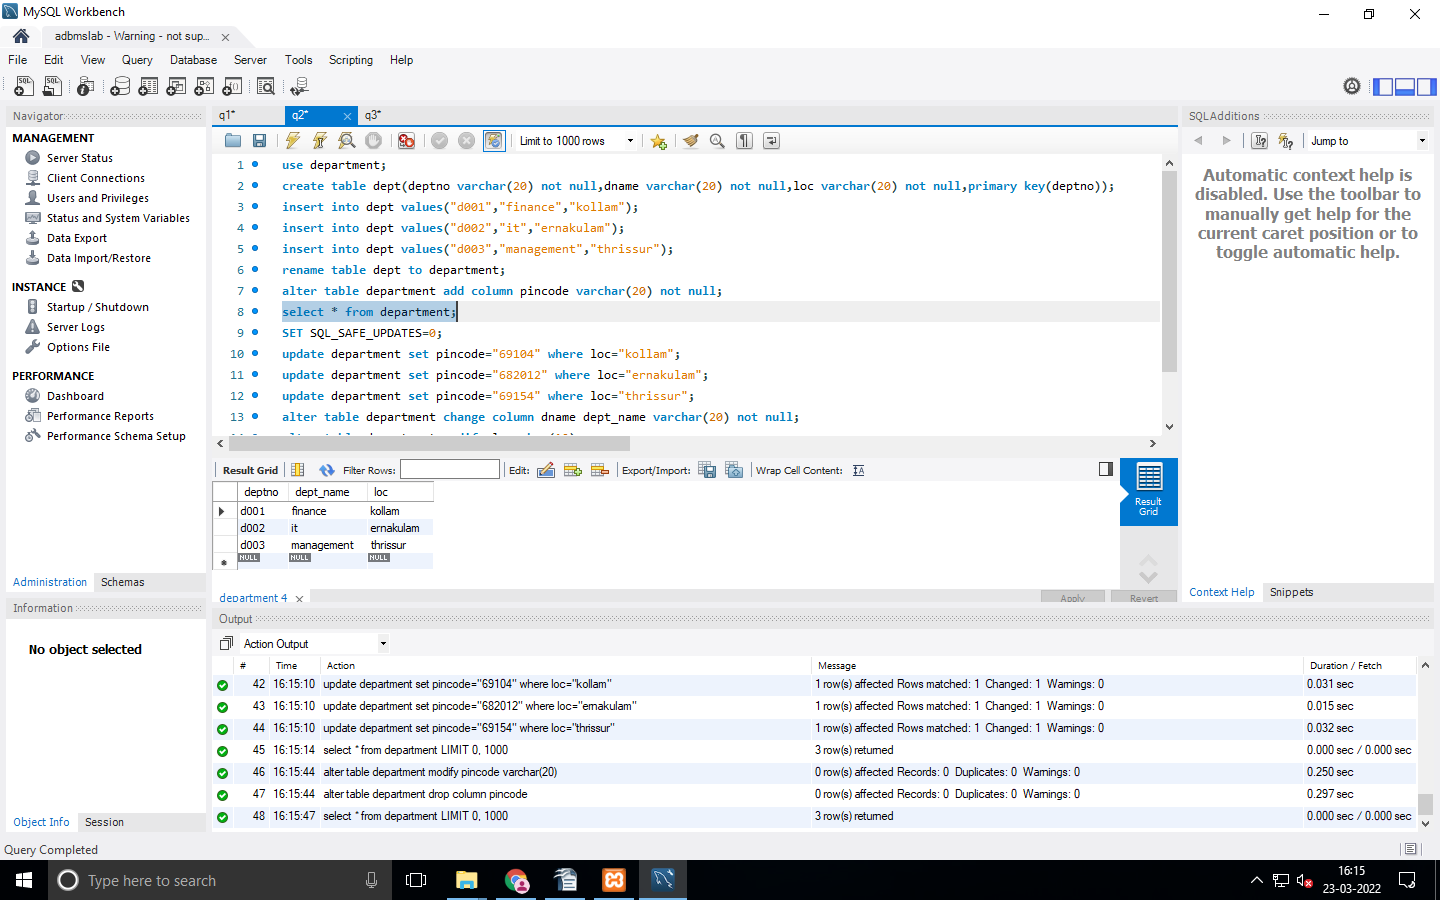 MySQL Workbench
adbmslab - Warning - not sup...
File Edit View Query Database Server Tools Scripting Help
Navigator
MANAGEMENT
Server Status
Client Connections
Users and Privileges
Status and System Variables
Data Export
Data Import/Restore
INSTANCE
Startup / Shutdown
Server Logs
Options File
PERFORMANCE
Dashboard
Performance Reports
Performance Schema Setup
Administration Schemas
Information
No object selected
Object Info Session
q1* q2* q3*
Limit to 1000 rows
1 use department;
2 create table dept(deptno varchar(20) not null,dname varchar(20) not null,loc varchar(20) not null,primary key(deptno));
3 insert into dept values("d001","finance","kollam");
4 insert into dept values("d002","it","ernakulam");
5 insert into dept values("d003","management","thrissur");
6 rename table dept to department;
7 alter table department add column pincode varchar(20) not null;
8 select * from department;
9 SET SQL_SAFE_UPDATES=0;
10 update department set pincode="69104" where loc="kollam";
11 update department set pincode="682012" where loc="ernakulam";
12 update department set pincode="69154" where loc="thrissur";
13 alter table department change column dname dept_name varchar(20) not null;
Result Grid Filter Rows: Edit: Export/Import: Wrap Cell Content:
deptno dept_name loc
d001 finance kollam
d002 it ernakulam
d003 management thrissur
NULL NULL NULL
Result
Grid
department 4 Apply Revert
SQLAdditions
Jump to
Automatic context help is
disabled. Use the toolbar to
manually get help for the
current caret position or to
toggle automatic help.
Context Help Snippets
Output
Action Output
# Time Action Message Duration / Fetch
42 16:15:10 update department set pincode="69104" where loc="kollam" 1 row(s) affected Rows matched: 1 Changed: 1 Warnings: 0 0.031 sec
43 16:15:10 update department set pincode="682012" where loc="ernakulam" 1 row(s) affected Rows matched: 1 Changed: 1 Warnings: 0 0.015 sec
44 16:15:10 update department set pincode="69154" where loc="thrissur" 1 row(s) affected Rows matched: 1 Changed: 1 Warnings: 0 0.032 sec
45 16:15:14 select * from department LIMIT 0, 1000 3 row(s) returned 0.000 sec / 0.000 sec
46 16:15:44 alter table department modify pincode varchar(20) 0 row(s) affected Records: 0 Duplicates: 0 Warnings: 0 0.250 sec
47 16:15:44 alter table department drop column pincode 0 row(s) affected Records: 0 Duplicates: 0 Warnings: 0 0.297 sec
48 16:15:47 select * from department LIMIT 0, 1000 3 row(s) returned 0.000 sec / 0.000 sec
Query Completed
Type here to search
16:15
23-03-2022